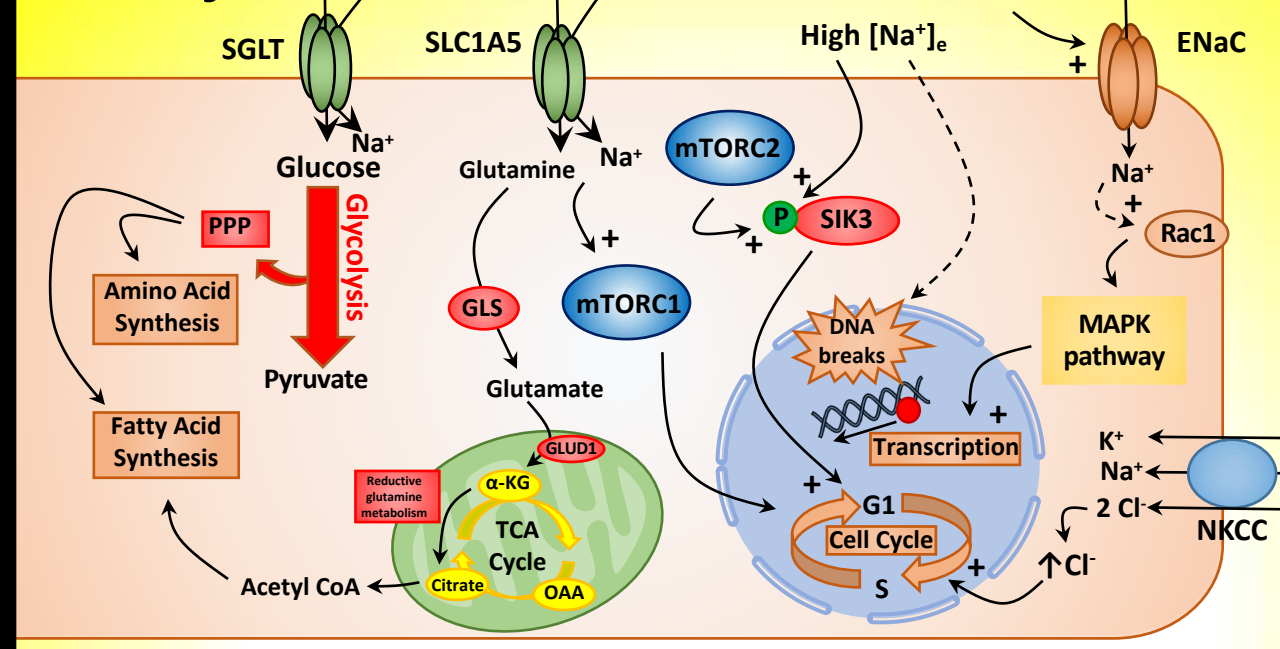 SGLT
SLC1A5
High [Na⁺]ₑ
ENaC
+
Na⁺
Glucose
Glutamine
Na⁺
mTORC2
+
P
SIK3
+
Na⁺
+
Rac1
PPP
Glycolysis
+
Amino Acid
Synthesis
GLS
mTORC1
DNA
breaks
MAPK
pathway
Pyruvate
Glutamate
Fatty Acid
Synthesis
GLUD1
Transcription
+
K⁺
Na⁺
2 Cl⁻
NKCC
Reductive
glutamine
metabolism
α-KG
TCA
Cycle
+
G1
Cell Cycle
S
+
↑Cl⁻
Acetyl CoA
Citrate
OAA